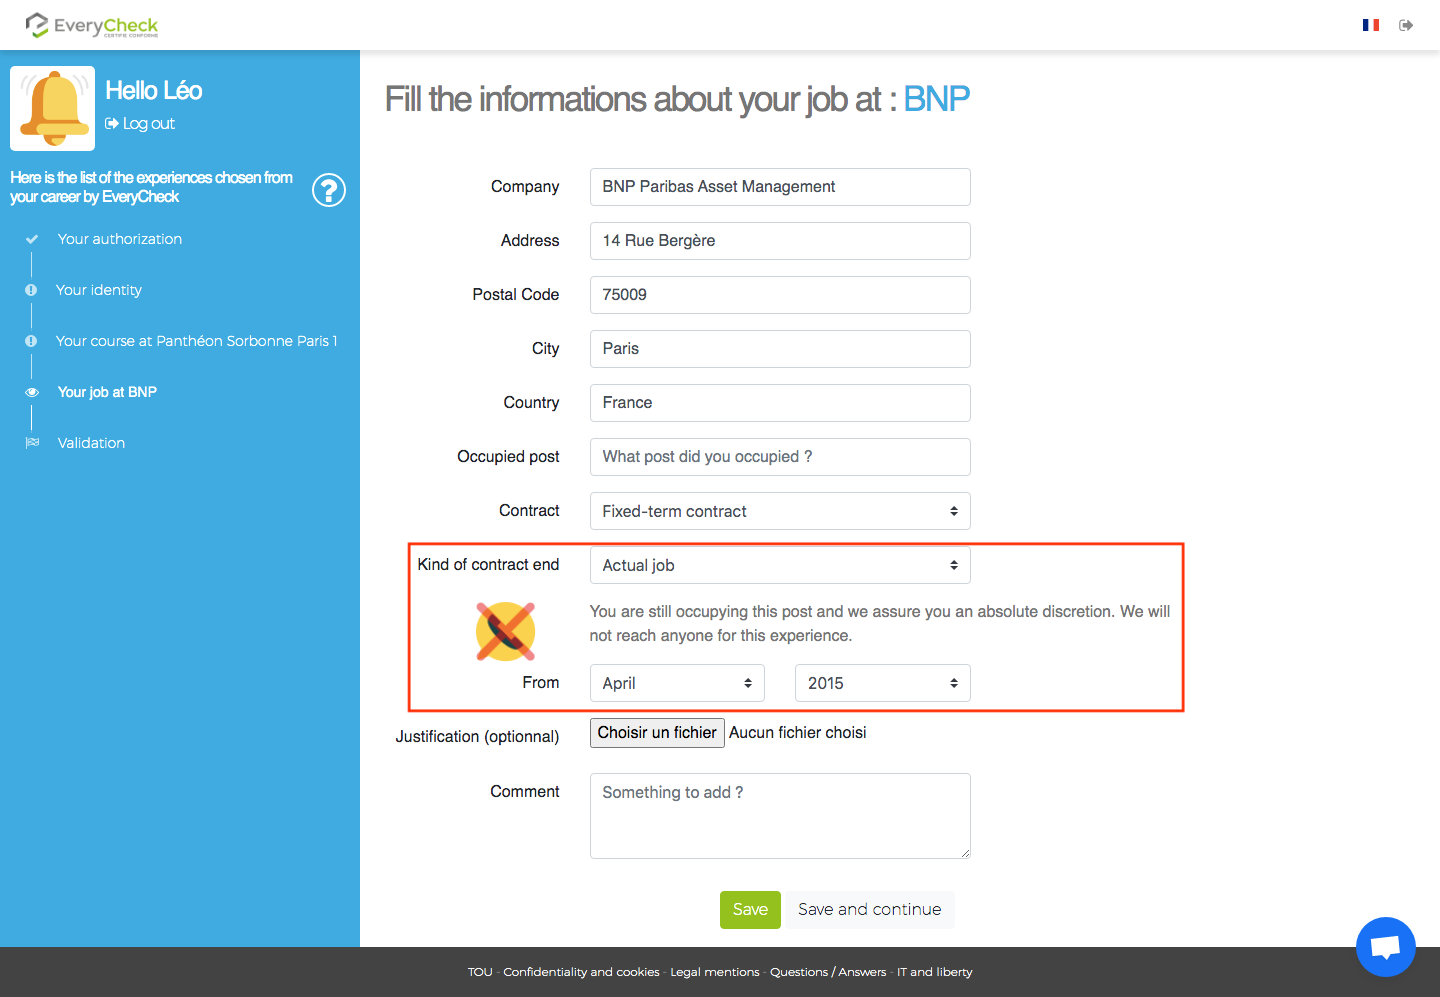 EveryCheck
CERTIFIÉ CONFORME
Hello Léo
Log out
Here is the list of the experiences chosen from
your career by EveryCheck
?
Your authorization
Your identity
Your course at Panthéon Sorbonne Paris 1
Your job at BNP
Validation
Fill the informations about your job at : BNP
Company BNP Paribas Asset Management
Address 14 Rue Bergère
Postal Code 75009
City Paris
Country France
Occupied post What post did you occupied ?
Contract Fixed-term contract
Kind of contract end Actual job
You are still occupying this post and we assure you an absolute discretion. We will
not reach anyone for this experience.
From April 2015
Justification (optionnal) Choisir un fichier Aucun fichier choisi
Comment Something to add ?
Save Save and continue
TOU - Confidentiality and cookies - Legal mentions - Questions / Answers - IT and liberty